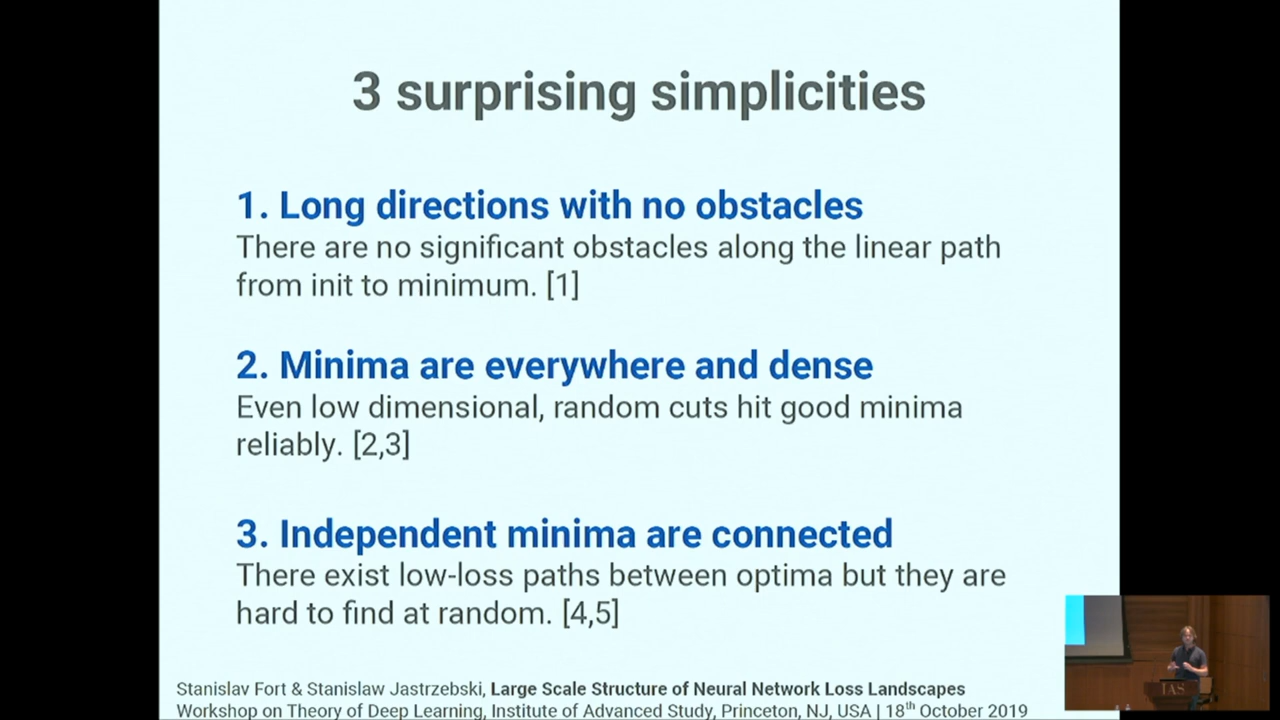 3 surprising simplicities
1. Long directions with no obstacles
There are no significant obstacles along the linear path
from init to minimum. [1]
2. Minima are everywhere and dense
Even low dimensional, random cuts hit good minima
reliably. [2,3]
3. Independent minima are connected
There exist low-loss paths between optima but they are
hard to find at random. [4,5]
Stanislav Fort & Stanislaw Jastrzebski, Large Scale Structure of Neural Network Loss Landscapes
Workshop on Theory of Deep Learning, Institute of Advanced Study, Princeton, NJ, USA | 18th October 2019
IAS